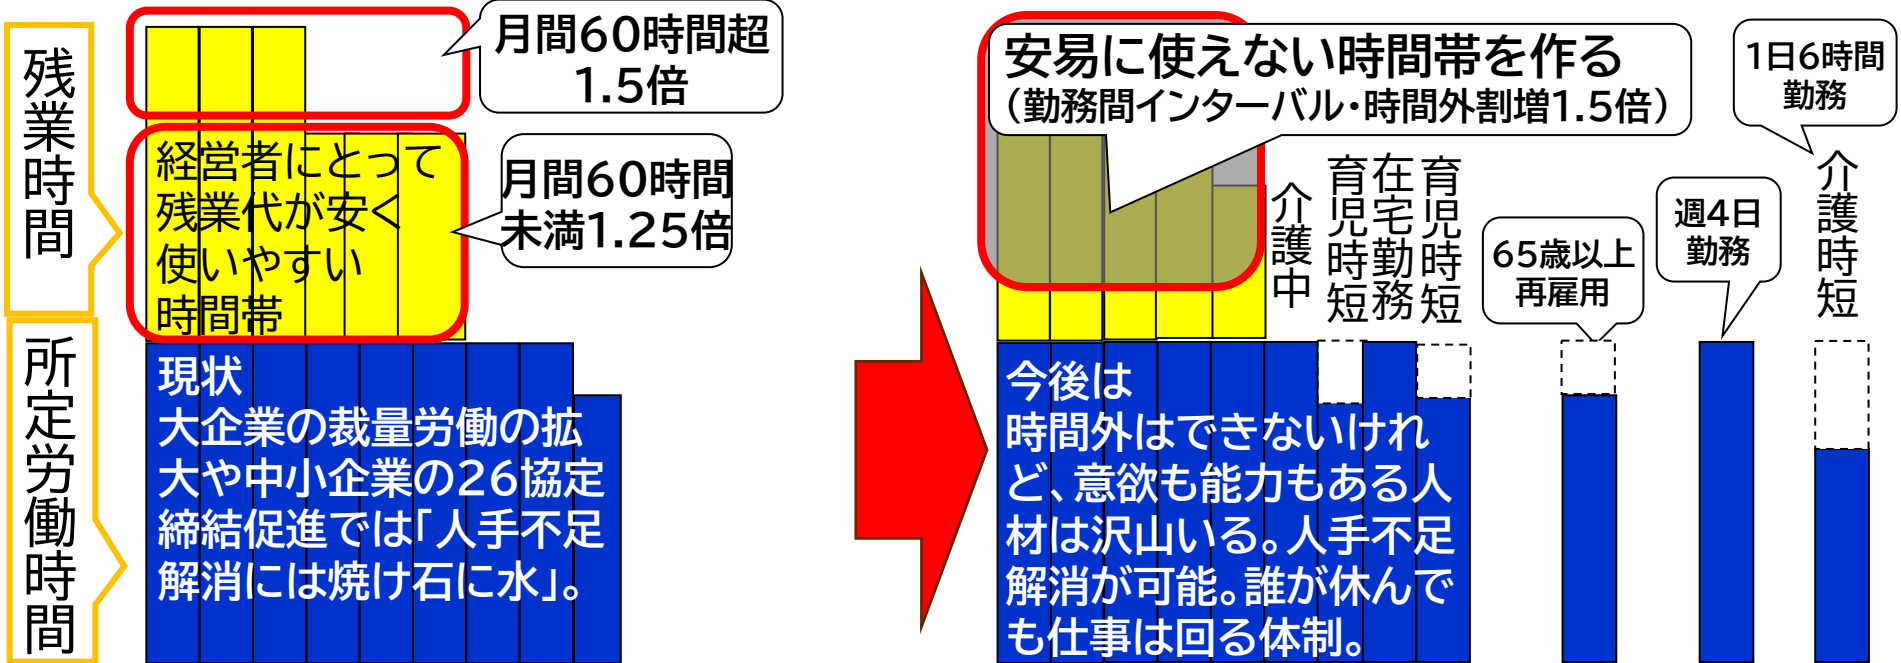 残業時間
所定労働時間
月間60時間超
1.5倍
経営者にとって
残業代が安く
使いやすい
時間帯
月間60時間
未満1.25倍
現状
大企業の裁量労働の拡
大や中小企業の26協定
締結促進では｢人手不足
解消には焼け石に水｣。
安易に使えない時間帯を作る
（勤務間インターバル・時間外割増1.5倍）
介護中
育児時短
在宅勤務
育児時短
65歳以上
再雇用
週4日
勤務
1日6時間
勤務
介護時短
今後は
時間外はできないけれ
ど、意欲も能力もある人
材は沢山いる。人手不足
解消が可能。誰が休んで
も仕事は回る体制。